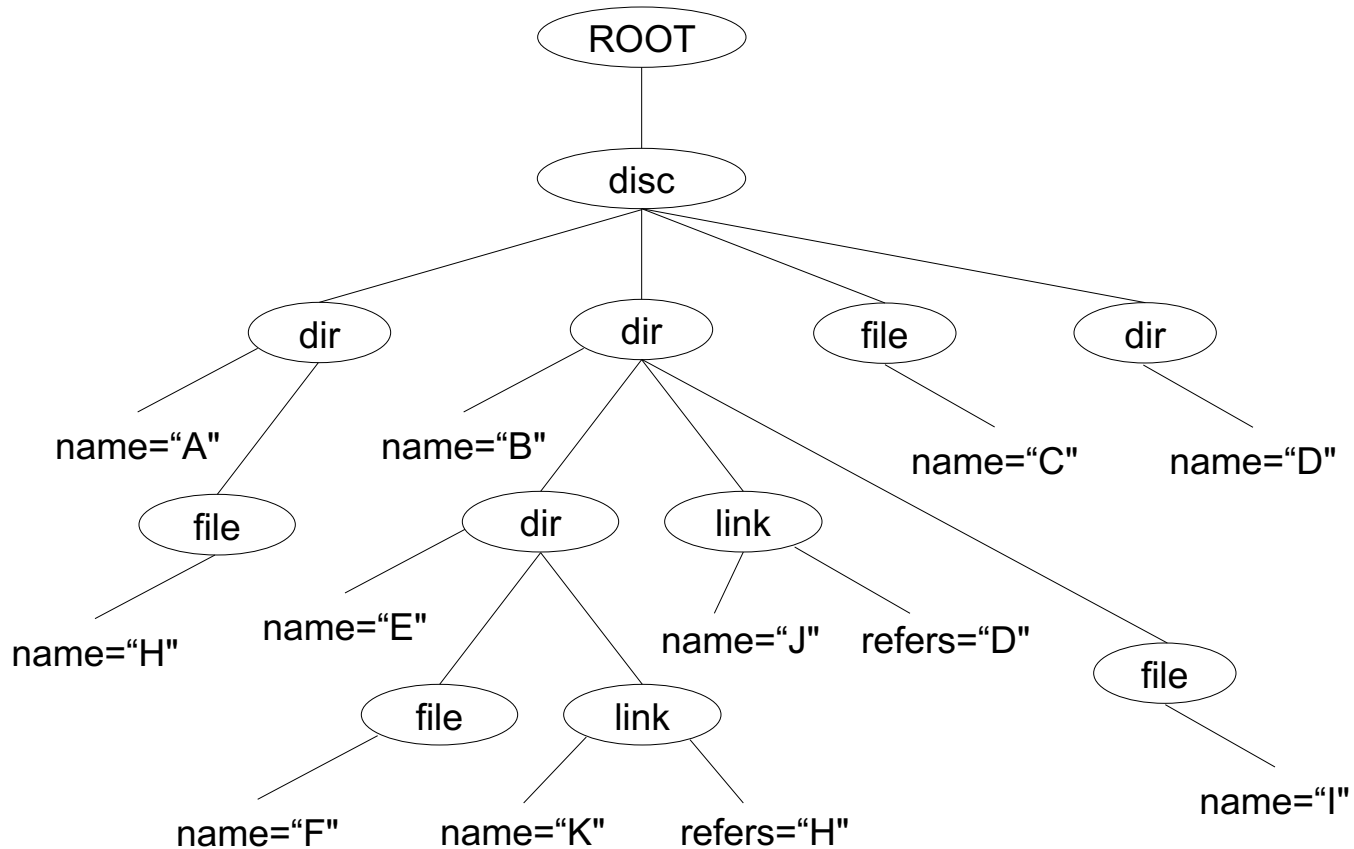 ROOT
disc
dir
dir
file
dir
name=“A"
name=“B"
name=“C"
name=“D"
file
dir
link
name=“H"
name=“E"
name=“J"
refers=“D"
file
file
link
name=“I"
name=“F"
name=“K"
refers=“H"